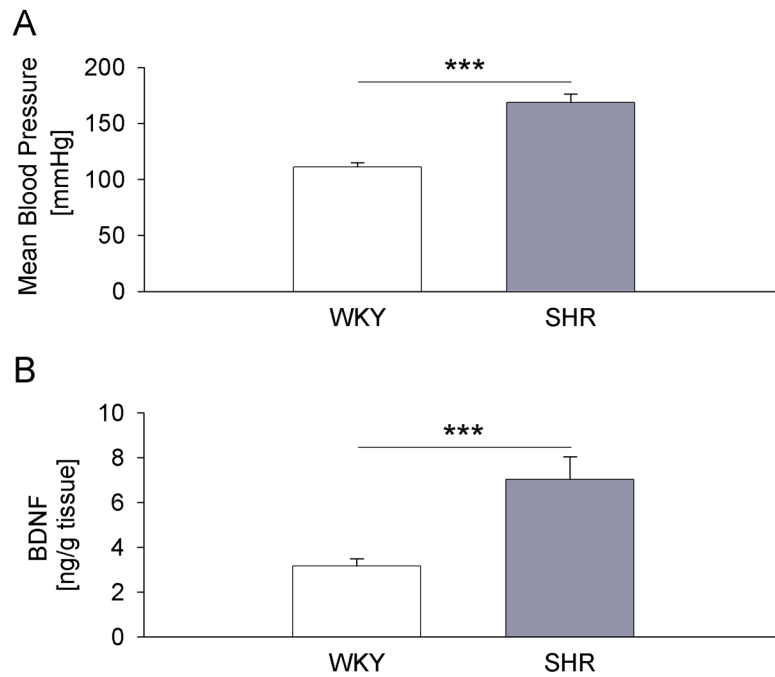 A
Mean Blood Pressure
[mmHg]
200
150
100
50
0
***
WKY
SHR
B
BDNF
[ng/g tissue]
10
8
6
4
2
0
***
WKY
SHR